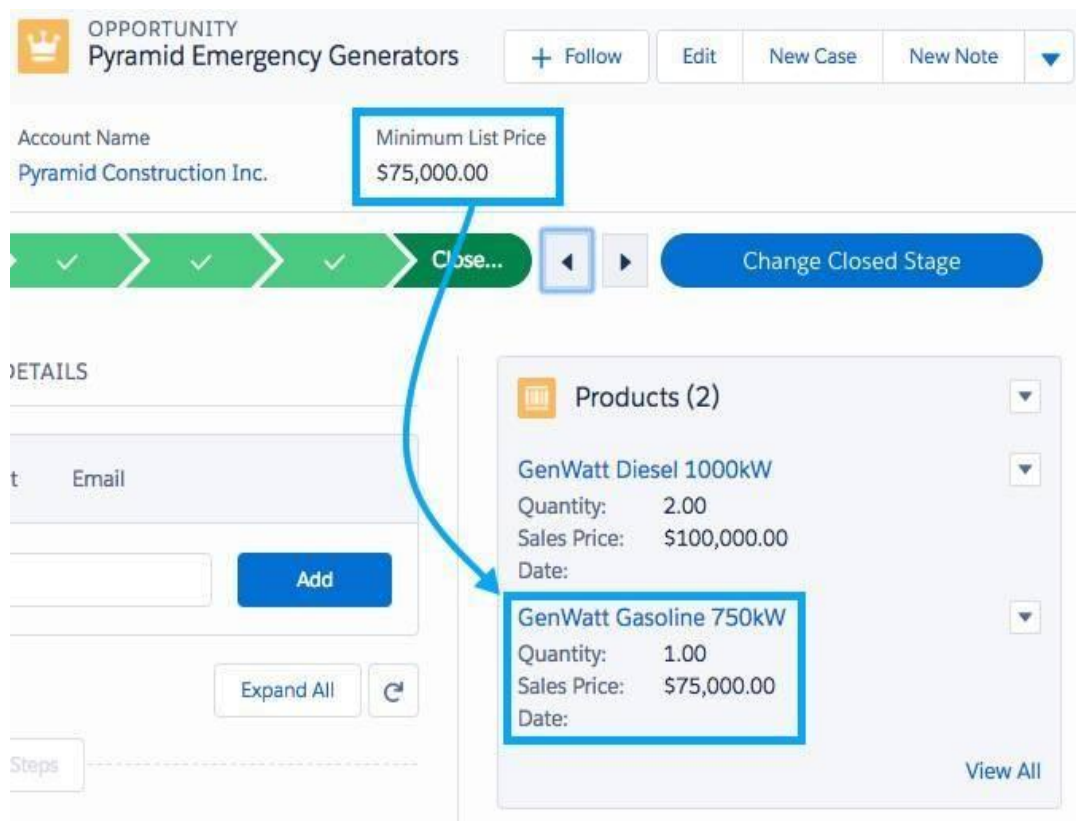 OPPORTUNITY
Pyramid Emergency Generators
+ Follow
Edit
New Case
New Note
Account Name
Minimum List Price
Pyramid Construction Inc.
$75,000.00
Close...
Change Closed Stage
DETAILS
Products (2)
t
Email
GenWatt Diesel 1000kW
Quantity: 2.00
Sales Price: $100,000.00
Date:
Add
GenWatt Gasoline 750kW
Quantity: 1.00
Sales Price: $75,000.00
Date:
Expand All
Steps
View All